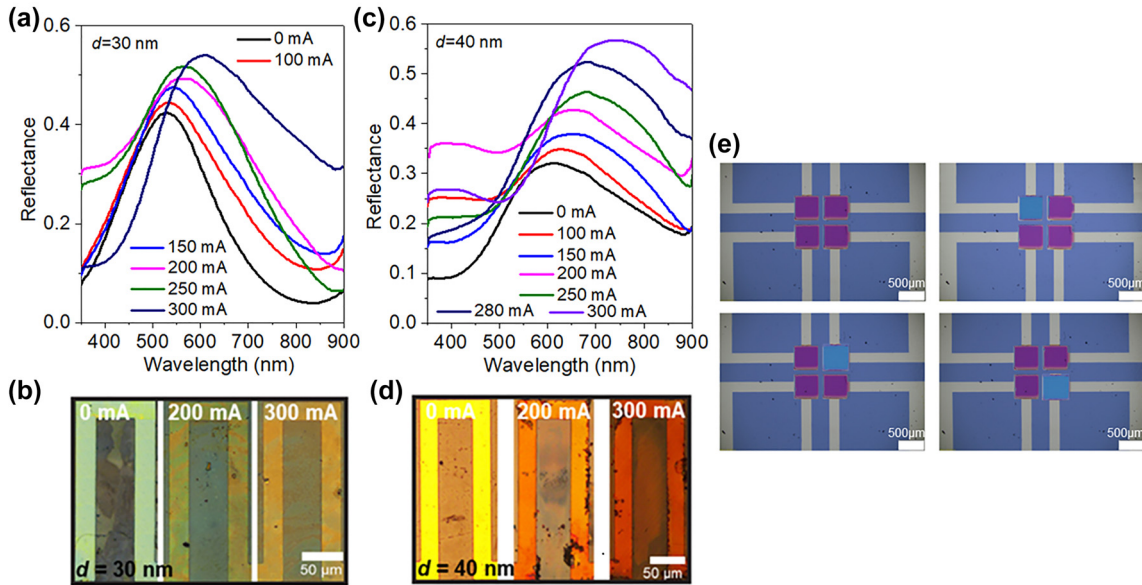 (a)
d=30 nm
0 mA
100 mA
150 mA
200 mA
250 mA
300 mA
Reflectance
0.6
0.4
0.2
0.0
400 500 600 700 800 900
Wavelength (nm)
(c)
d=40 nm
0 mA
100 mA
150 mA
200 mA
250 mA
280 mA
300 mA
Reflectance
0.6
0.5
0.4
0.3
0.2
0.1
0.0
400 500 600 700 800 900
Wavelength (nm)
(b)
0 mA 200 mA 300 mA
d = 30 nm
50 µm
(d)
0 mA 200 mA 300 mA
d = 40 nm
50 µm
(e)
500µm
500µm
500µm
500µm